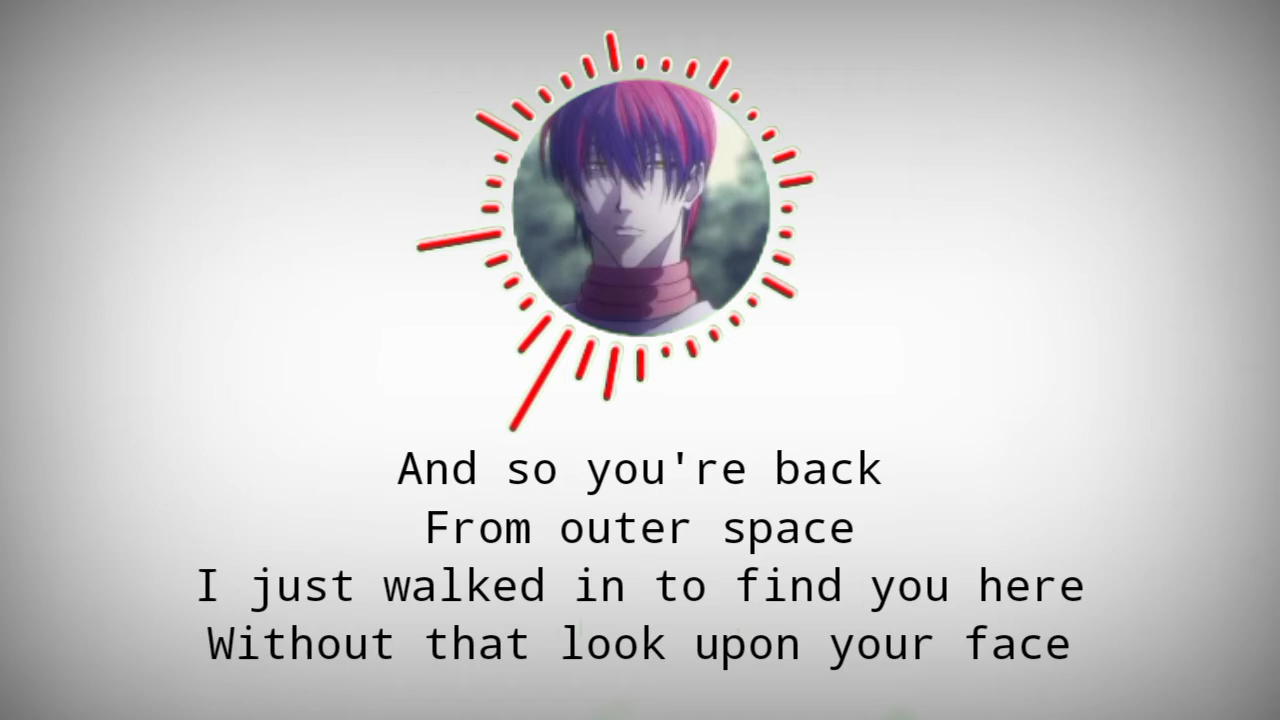 And so you're back
From outer space
I just walked in to find you here
Without that look upon your face